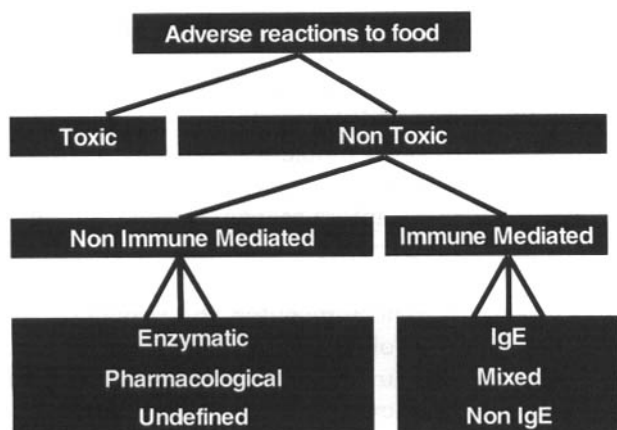 Adverse reactions to food
Toxic
Non Toxic
Non Immune Mediated
Immune Mediated
Enzymatic
Pharmacological
Undefined
IgE
Mixed
Non IgE